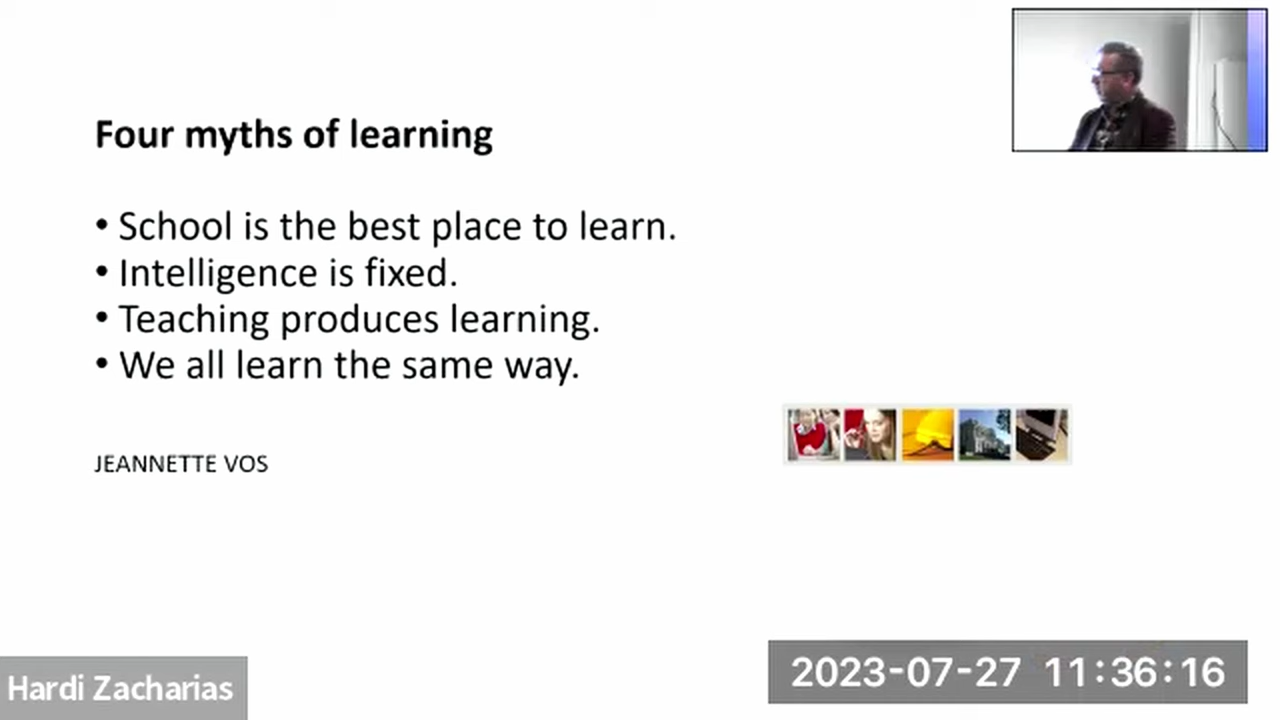 Four myths of learning
• School is the best place to learn.
• Intelligence is fixed.
• Teaching produces learning.
• We all learn the same way.
JEANNETTE VOS
Hardi Zacharias
2023-07-27 11:36:16